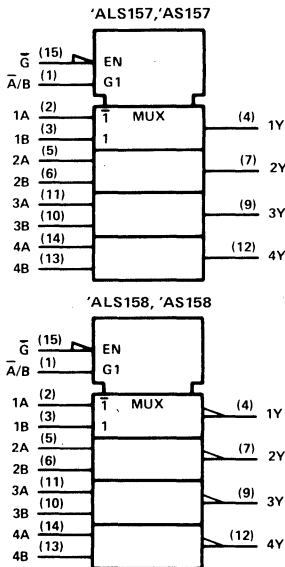 'ALS157,'AS157
G̅ (15) EN
A̅/B (1) G1
1A (2) 1̅ MUX (4) 1Y
1B (3) 1
2A (5) (7) 2Y
2B (6)
3A (11) (9) 3Y
3B (10)
4A (14) (12) 4Y
4B (13)
'ALS158, 'AS158
G̅ (15) EN
A̅/B (1) G1
1A (2) 1̅ MUX (4) 1Y
1B (3) 1
2A (5) (7) 2Y
2B (6)
3A (11) (9) 3Y
3B (10)
4A (14) (12) 4Y
4B (13)